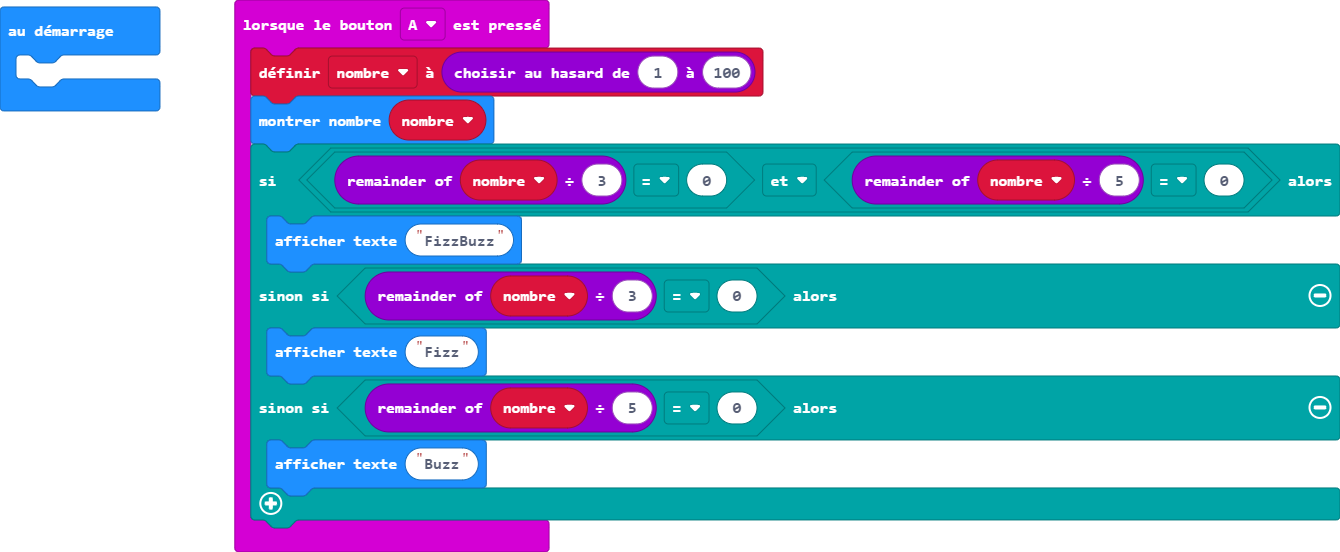 au démarrage
lorsque le bouton A est pressé
définir nombre à choisir au hasard de 1 à 100
montrer nombre nombre
si remainder of nombre ÷ 3 = 0 et remainder of nombre ÷ 5 = 0 alors
afficher texte "FizzBuzz"
sinon si remainder of nombre ÷ 3 = 0 alors
afficher texte "Fizz"
sinon si remainder of nombre ÷ 5 = 0 alors
afficher texte "Buzz"